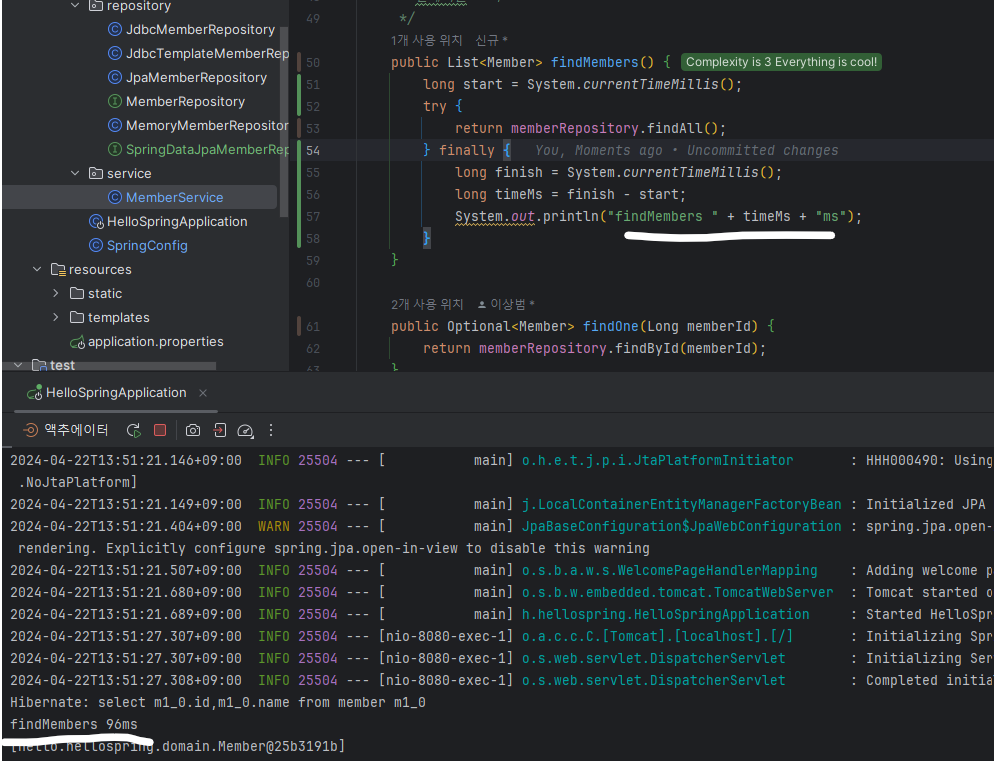 repository
JdbcMemberRepository
JdbcTemplateMemberRep
JpaMemberRepository
MemberRepository
MemoryMemberRepositor
SpringDataJpaMemberRep
service
MemberService
HelloSpringApplication
SpringConfig
resources
static
templates
application.properties
test
49 */
1개 사용 위치 신규 *
50 public List<Member> findMembers() { Complexity is 3 Everything is cool!
51 long start = System.currentTimeMillis();
52 try {
53 return memberRepository.findAll();
54 } finally { You, Moments ago • Uncommitted changes
55 long finish = System.currentTimeMillis();
56 long timeMs = finish - start;
57 System.out.println("findMembers " + timeMs + "ms");
58 }
59 }
60
2개 사용 위치 이상범 *
61 public Optional<Member> findOne(Long memberId) {
62 return memberRepository.findById(memberId);
63 }
HelloSpringApplication
액추에이터
2024-04-22T13:51:21.146+09:00 INFO 25504 --- [ main] o.h.e.t.j.p.i.JtaPlatformInitiator : HHH000490: Using
.NoJtaPlatform]
2024-04-22T13:51:21.149+09:00 INFO 25504 --- [ main] j.LocalContainerEntityManagerFactoryBean : Initialized JPA
2024-04-22T13:51:21.404+09:00 WARN 25504 --- [ main] JpaBaseConfiguration$JpaWebConfiguration : spring.jpa.open-
rendering. Explicitly configure spring.jpa.open-in-view to disable this warning
2024-04-22T13:51:21.507+09:00 INFO 25504 --- [ main] o.s.b.a.w.s.WelcomePageHandlerMapping : Adding welcome p
2024-04-22T13:51:21.680+09:00 INFO 25504 --- [ main] o.s.b.w.embedded.tomcat.TomcatWebServer : Tomcat started o
2024-04-22T13:51:21.689+09:00 INFO 25504 --- [ main] h.hellospring.HelloSpringApplication : Started HelloSpr
2024-04-22T13:51:27.307+09:00 INFO 25504 --- [nio-8080-exec-1] o.a.c.c.C.[Tomcat].[localhost].[/] : Initializing Spr
2024-04-22T13:51:27.307+09:00 INFO 25504 --- [nio-8080-exec-1] o.s.web.servlet.DispatcherServlet : Initializing Ser
2024-04-22T13:51:27.308+09:00 INFO 25504 --- [nio-8080-exec-1] o.s.web.servlet.DispatcherServlet : Completed initia
Hibernate: select m1_0.id,m1_0.name from member m1_0
findMembers 96ms
[hello.hellospring.domain.Member@25b3191b]